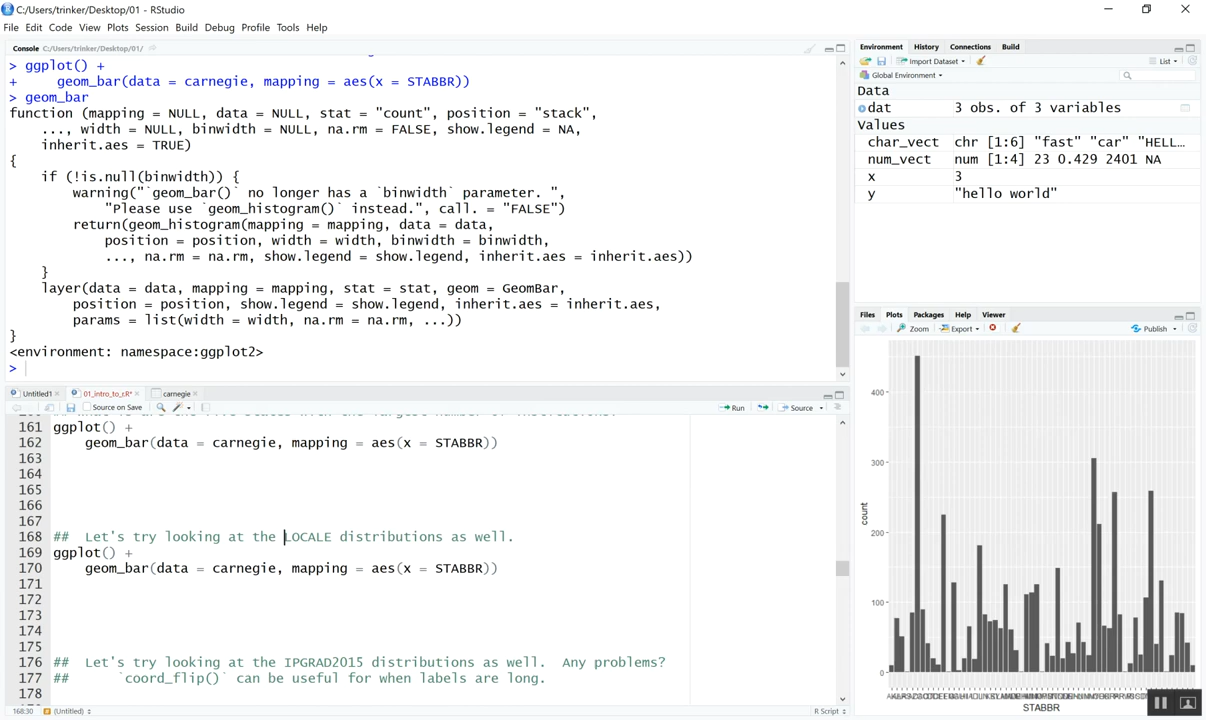 C:/Users/trinker/Desktop/01 - RStudio
File Edit Code View Plots Session Build Debug Profile Tools Help
Console C:/Users/trinker/Desktop/01/
> ggplot() +
+     geom_bar(data = carnegie, mapping = aes(x = STABBR))
> geom_bar
function (mapping = NULL, data = NULL, stat = "count", position = "stack",
    ..., width = NULL, binwidth = NULL, na.rm = FALSE, show.legend = NA,
    inherit.aes = TRUE)
{
    if (!is.null(binwidth)) {
        warning("`geom_bar()` no longer has a `binwidth` parameter. ",
            "Please use `geom_histogram()` instead.", call. = "FALSE")
        return(geom_histogram(mapping = mapping, data = data,
            position = position, width = width, binwidth = binwidth,
            ..., na.rm = na.rm, show.legend = show.legend, inherit.aes = inherit.aes))
    }
    layer(data = data, mapping = mapping, stat = stat, geom = GeomBar,
        position = position, show.legend = show.legend, inherit.aes = inherit.aes,
        params = list(width = width, na.rm = na.rm, ...))
}
<environment: namespace:ggplot2>
>
Untitled1 01_intro_to_r.R* carnegie
Source on Save Run Source
161 ggplot() +
162     geom_bar(data = carnegie, mapping = aes(x = STABBR))
163
164
165
166
167
168 ##  Let's try looking at the LOCALE distributions as well.
169 ggplot() +
170     geom_bar(data = carnegie, mapping = aes(x = STABBR))
171
172
173
174
175
176 ##  Let's try looking at the IPGRAD2015 distributions as well.  Any problems?
177 ##      `coord_flip()` can be useful for when labels are long.
178
168:30 (Untitled) R Script
Environment History Connections Build
Import Dataset List
Global Environment
Data
dat 3 obs. of 3 variables
Values
char_vect chr [1:6] "fast" "car" "HELL…
num_vect num [1:4] 23 0.429 2401 NA
x 3
y "hello world"
Files Plots Packages Help Viewer
Zoom Export Publish
400
300
count
200
100
0
STABBR